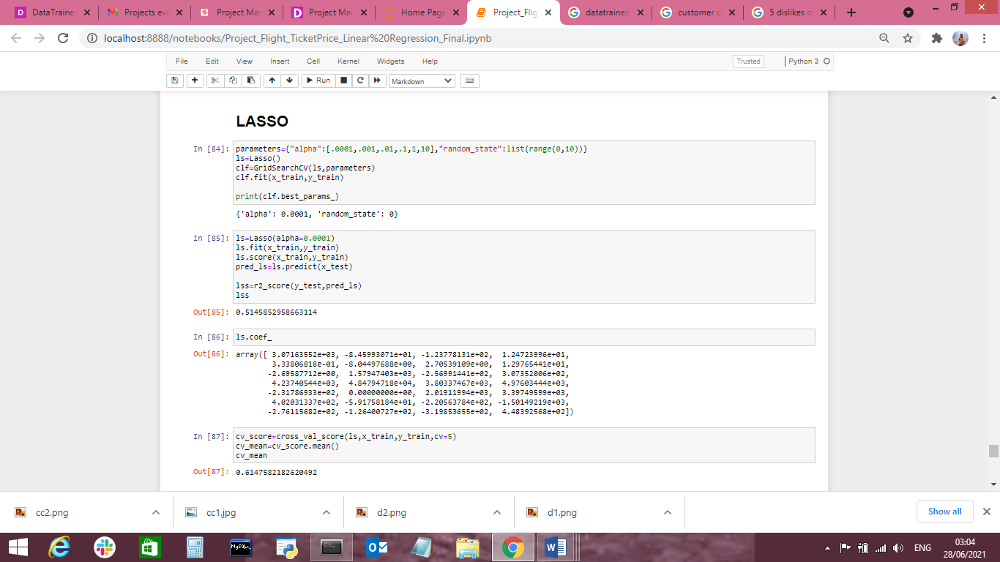 DataTrained
Projects eva
Project Mar
Project Mar
Home Page
Project_Flig
datatrained
customer c
5 dislikes o
localhost:8888/notebooks/Project_Flight_TicketPrice_Linear%20Regression_Final.ipynb
File Edit View Insert Cell Kernel Widgets Help Trusted Python 3
Run Markdown
LASSO
In [84]: parameters={"alpha":[.0001,.001,.01,.1,1,10],"random_state":list(range(0,10))}
ls=Lasso()
clf=GridSearchCV(ls,parameters)
clf.fit(x_train,y_train)
print(clf.best_params_)
{'alpha': 0.0001, 'random_state': 0}
In [85]: ls=Lasso(alpha=0.0001)
ls.fit(x_train,y_train)
ls.score(x_train,y_train)
pred_ls=ls.predict(x_test)
lss=r2_score(y_test,pred_ls)
lss
Out[85]: 0.5145852958663114
In [86]: ls.coef_
Out[86]: array([ 3.07163552e+03, -8.45993071e+01, -1.23778131e+02, 1.24723996e+01,
3.33806818e-01, -8.04497688e+00, 2.70539109e+00, 1.29765441e+01,
-2.69587712e+00, 1.57947403e+03, -2.56991441e+02, 3.07352006e+02,
4.23740544e+03, 4.84794718e+04, 3.80337467e+03, 4.97603444e+03,
-2.31786933e+02, 0.00000000e+00, 2.01911994e+03, 3.39749599e+03,
4.02031337e+02, -5.91758184e+01, -2.20563784e+02, -1.50149219e+03,
-2.76115682e+02, -1.26400727e+02, -3.19853655e+02, 4.48392568e+02])
In [87]: cv_score=cross_val_score(ls,x_train,y_train,cv=5)
cv_mean=cv_score.mean()
cv_mean
Out[87]: 0.6147582182620492
cc2.png cc1.jpg d2.png d1.png Show all
MySQL
ENG
03:04
28/06/2021